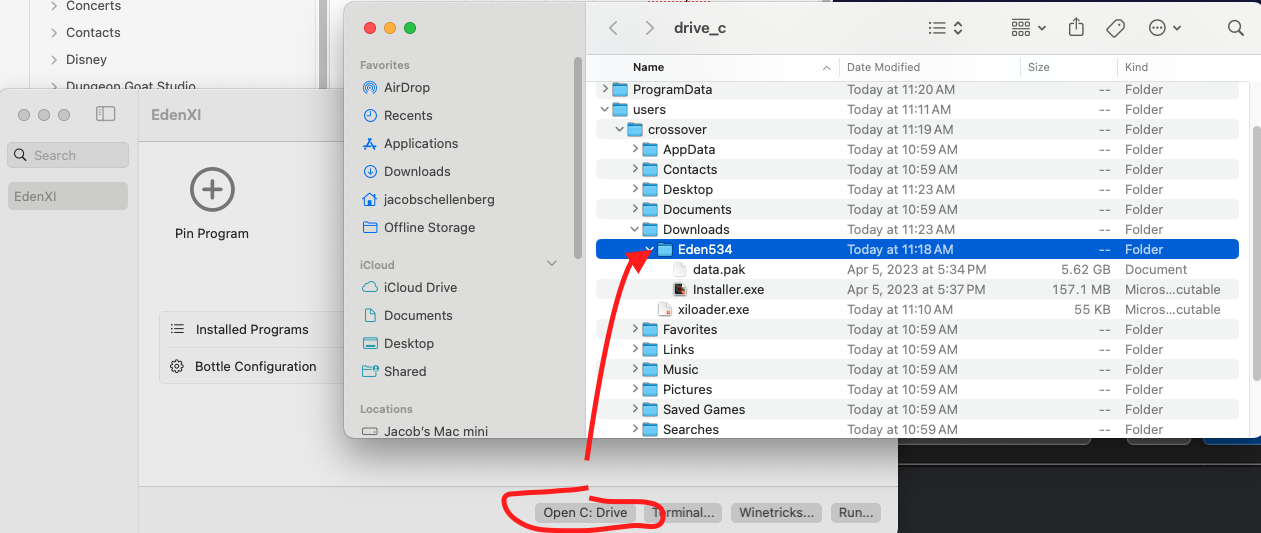 Concerts
Contacts
Disney
Dungeon Goat Studio
EdenXI
Search
EdenXI
Pin Program
Installed Programs
Bottle Configuration
Open C: Drive
Terminal...
Winetricks...
Run...
Favorites
AirDrop
Recents
Applications
Downloads
jacobschellenberg
Offline Storage
iCloud
iCloud Drive
Documents
Desktop
Shared
Locations
Jacob's Mac mini
drive_c
Name Date Modified Size Kind
ProgramData Today at 11:20 AM -- Folder
users Today at 11:11 AM -- Folder
crossover Today at 11:19 AM -- Folder
AppData Today at 10:59 AM -- Folder
Contacts Today at 10:59 AM -- Folder
Desktop Today at 11:23 AM -- Folder
Documents Today at 10:59 AM -- Folder
Downloads Today at 11:23 AM -- Folder
Eden534 Today at 11:18 AM -- Folder
data.pak Apr 5, 2023 at 5:34 PM 5.62 GB Document
Installer.exe Apr 5, 2023 at 5:37 PM 157.1 MB Micros...cutable
xiloader.exe Today at 11:10 AM 55 KB Micros...cutable
Favorites Today at 10:59 AM -- Folder
Links Today at 10:59 AM -- Folder
Music Today at 10:59 AM -- Folder
Pictures Today at 10:59 AM -- Folder
Saved Games Today at 10:59 AM -- Folder
Searches Today at 10:59 AM -- Folder